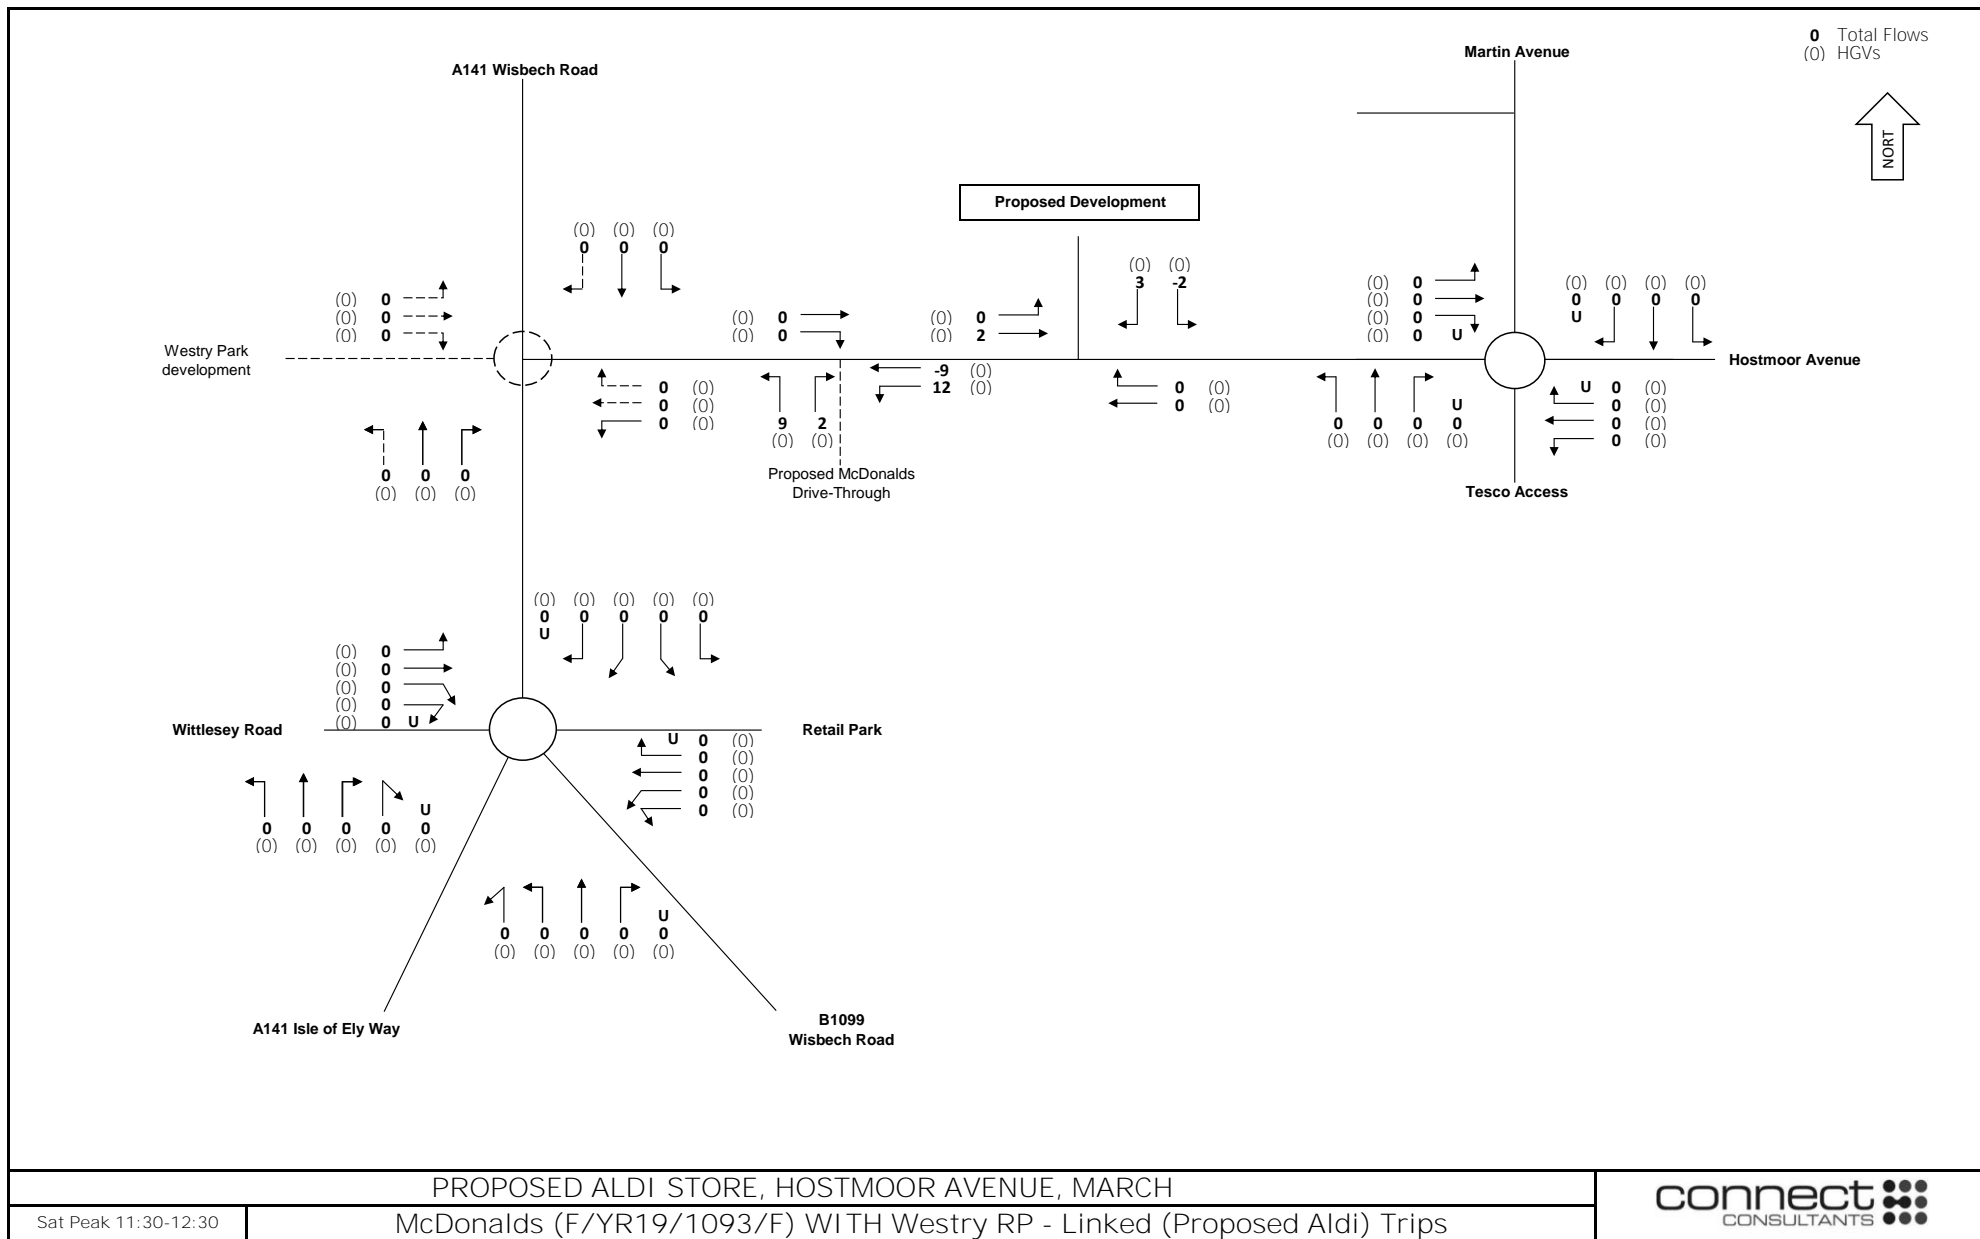 0 Total Flows
(0) HGVs
NORT
Martin Avenue
A141 Wisbech Road
Proposed Development
(0) (0) (0)
0 0 0
(0) 0
(0) 0
(0) 0
Westry Park
development
(0) 0
(0) 0
(0) 0
(0) 2
(0) (0)
3 -2
(0) 0
(0) 0
(0) 0
(0) 0 U
(0) (0) (0) (0)
0 0 0 0
U
Hostmoor Avenue
0 (0)
0 (0)
0 (0)
9 2
(0) (0)
-9 (0)
12 (0)
0 (0)
0 (0)
U
0 0 0 0
(0) (0) (0) (0)
U 0 (0)
0 (0)
0 (0)
0 (0)
0 0 0
(0) (0) (0)
Proposed McDonalds
Drive-Through
Tesco Access
(0) (0) (0) (0) (0)
0 0 0 0 0
U
(0) 0
(0) 0
(0) 0
(0) 0
(0) 0 U
Wittlesey Road
Retail Park
U 0 (0)
0 (0)
0 (0)
0 (0)
0 (0)
U
0 0 0 0 0
(0) (0) (0) (0) (0)
U
0 0 0 0 0
(0) (0) (0) (0) (0)
A141 Isle of Ely Way
B1099
Wisbech Road
PROPOSED ALDI STORE, HOSTMOOR AVENUE, MARCH
Sat Peak 11:30-12:30
McDonalds (F/YR19/1093/F) WITH Westry RP - Linked (Proposed Aldi) Trips
connect
CONSULTANTS